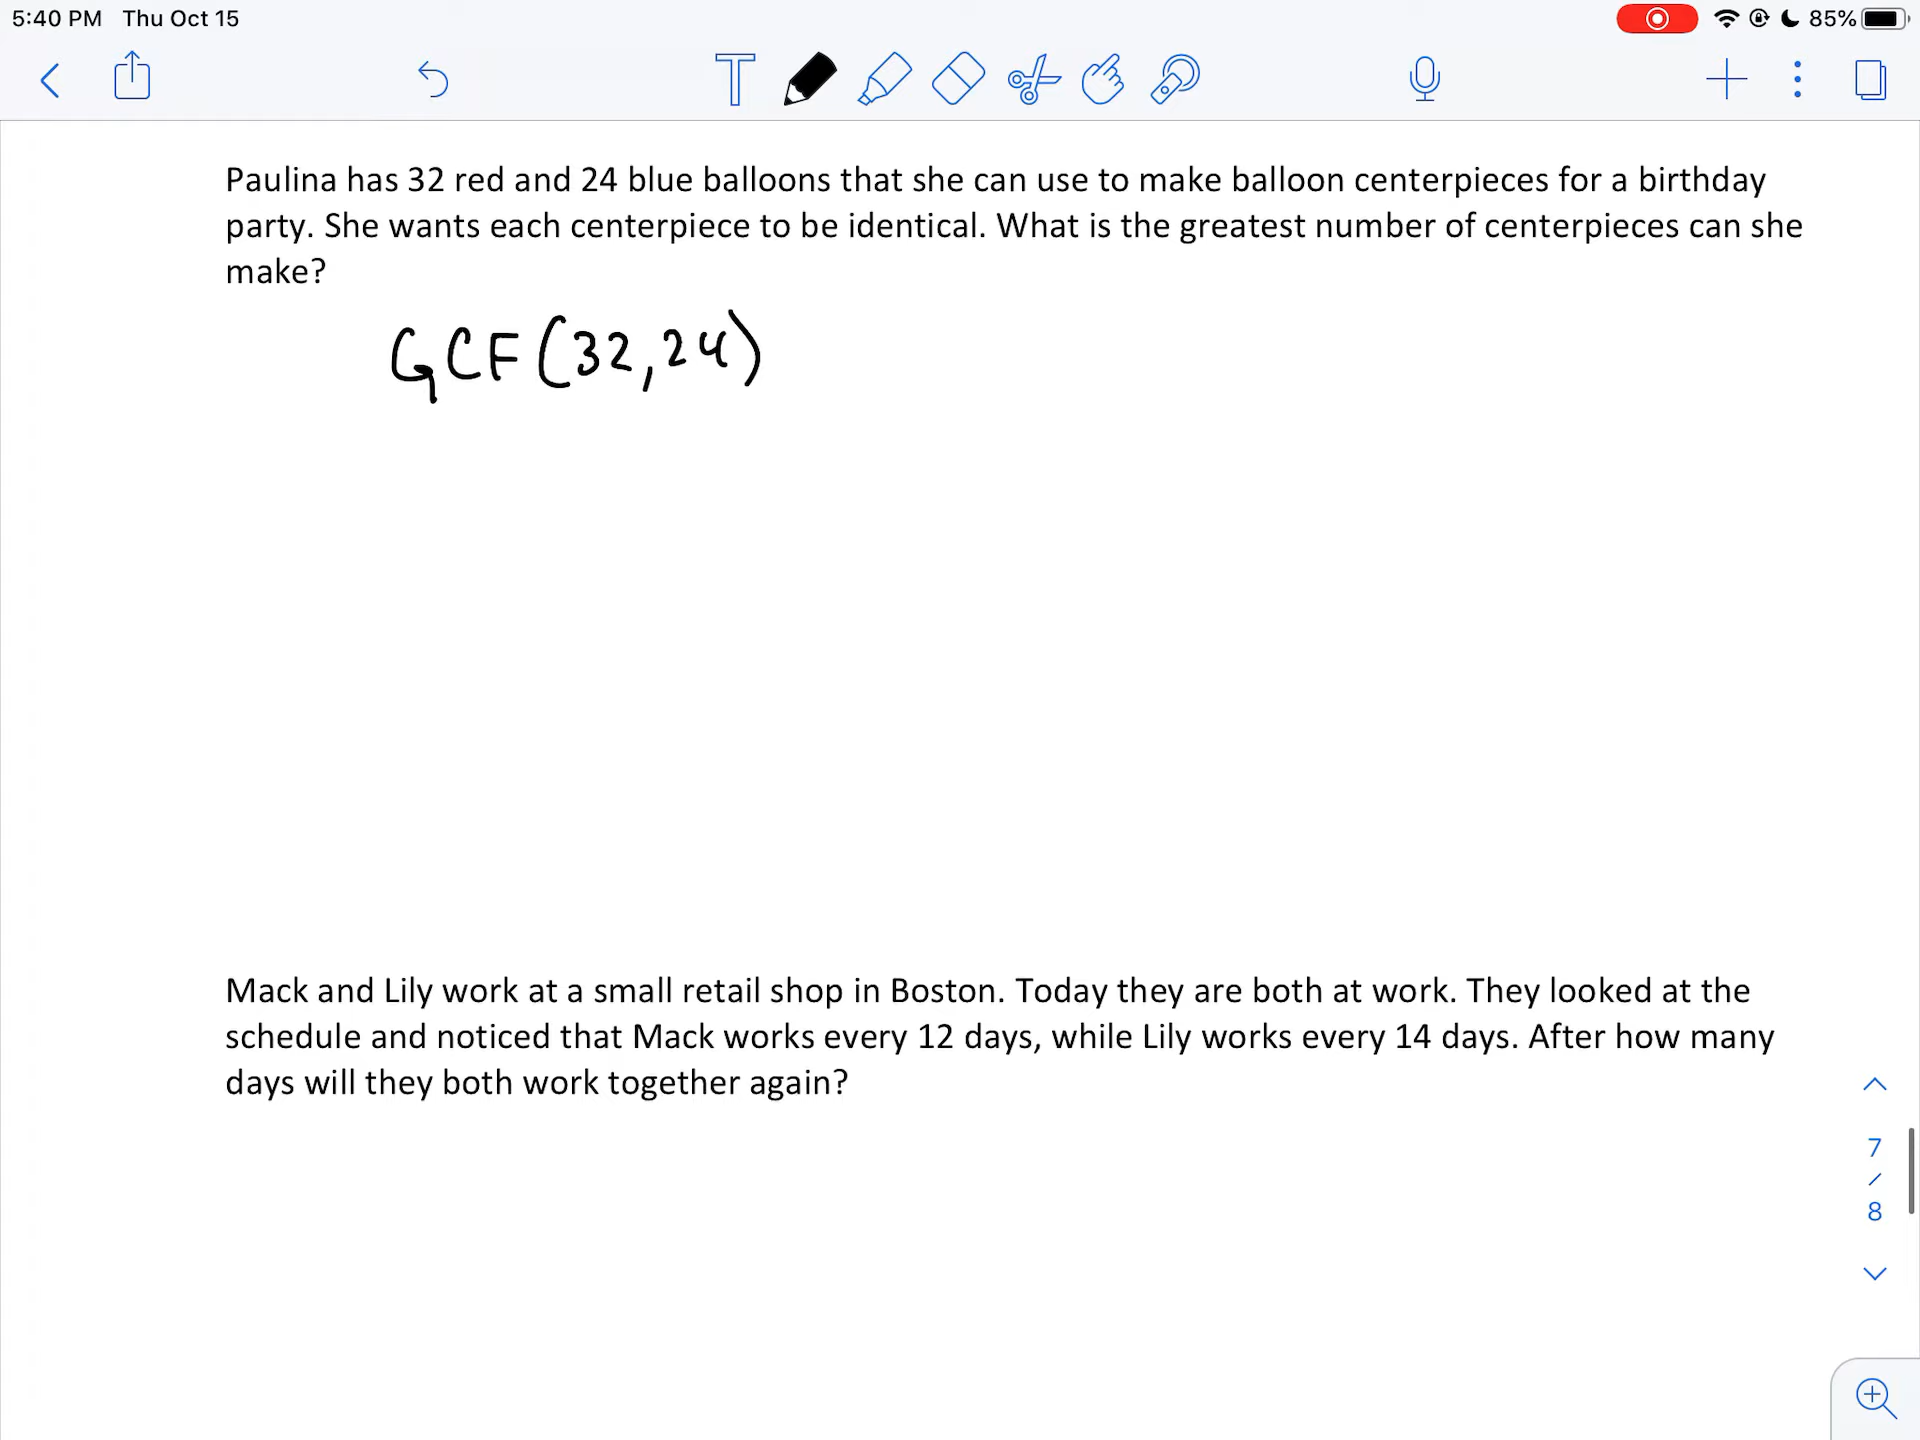 5:40 PM Thu Oct 15
85%
T
Paulina has 32 red and 24 blue balloons that she can use to make balloon centerpieces for a birthday
party. She wants each centerpiece to be identical. What is the greatest number of centerpieces can she
make?
GCF(32,24)
Mack and Lily work at a small retail shop in Boston. Today they are both at work. They looked at the
schedule and noticed that Mack works every 12 days, while Lily works every 14 days. After how many
days will they both work together again?
7
/
8